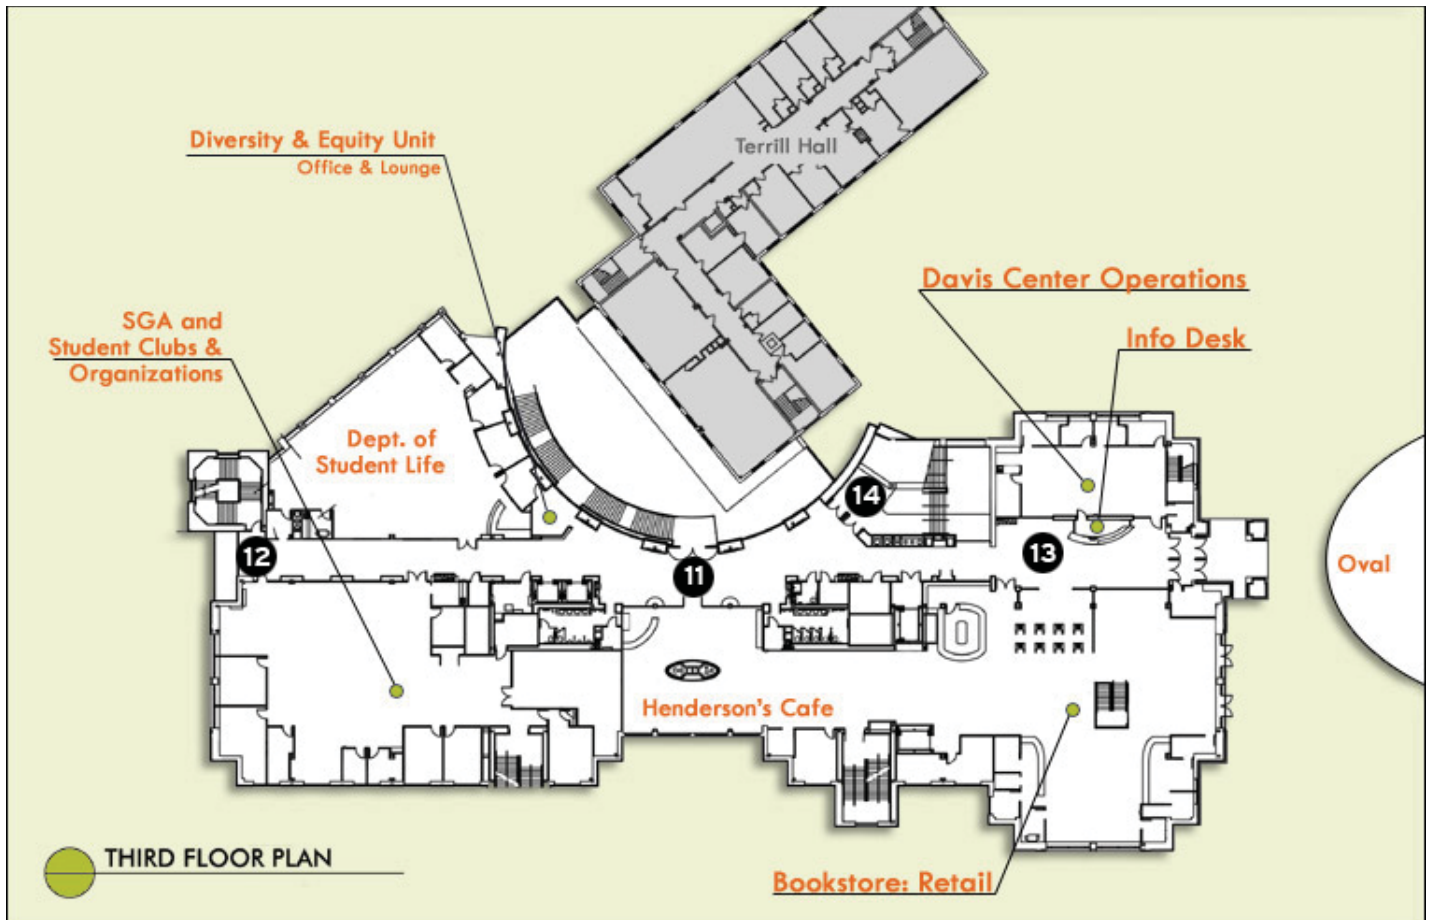 Terrill Hall
Diversity & Equity Unit
Office & Lounge
Davis Center Operations
SGA and
Student Clubs &
Organizations
Info Desk
Dept. of
Student Life
14
12
13
11
Oval
Henderson's Cafe
THIRD FLOOR PLAN
Bookstore: Retail